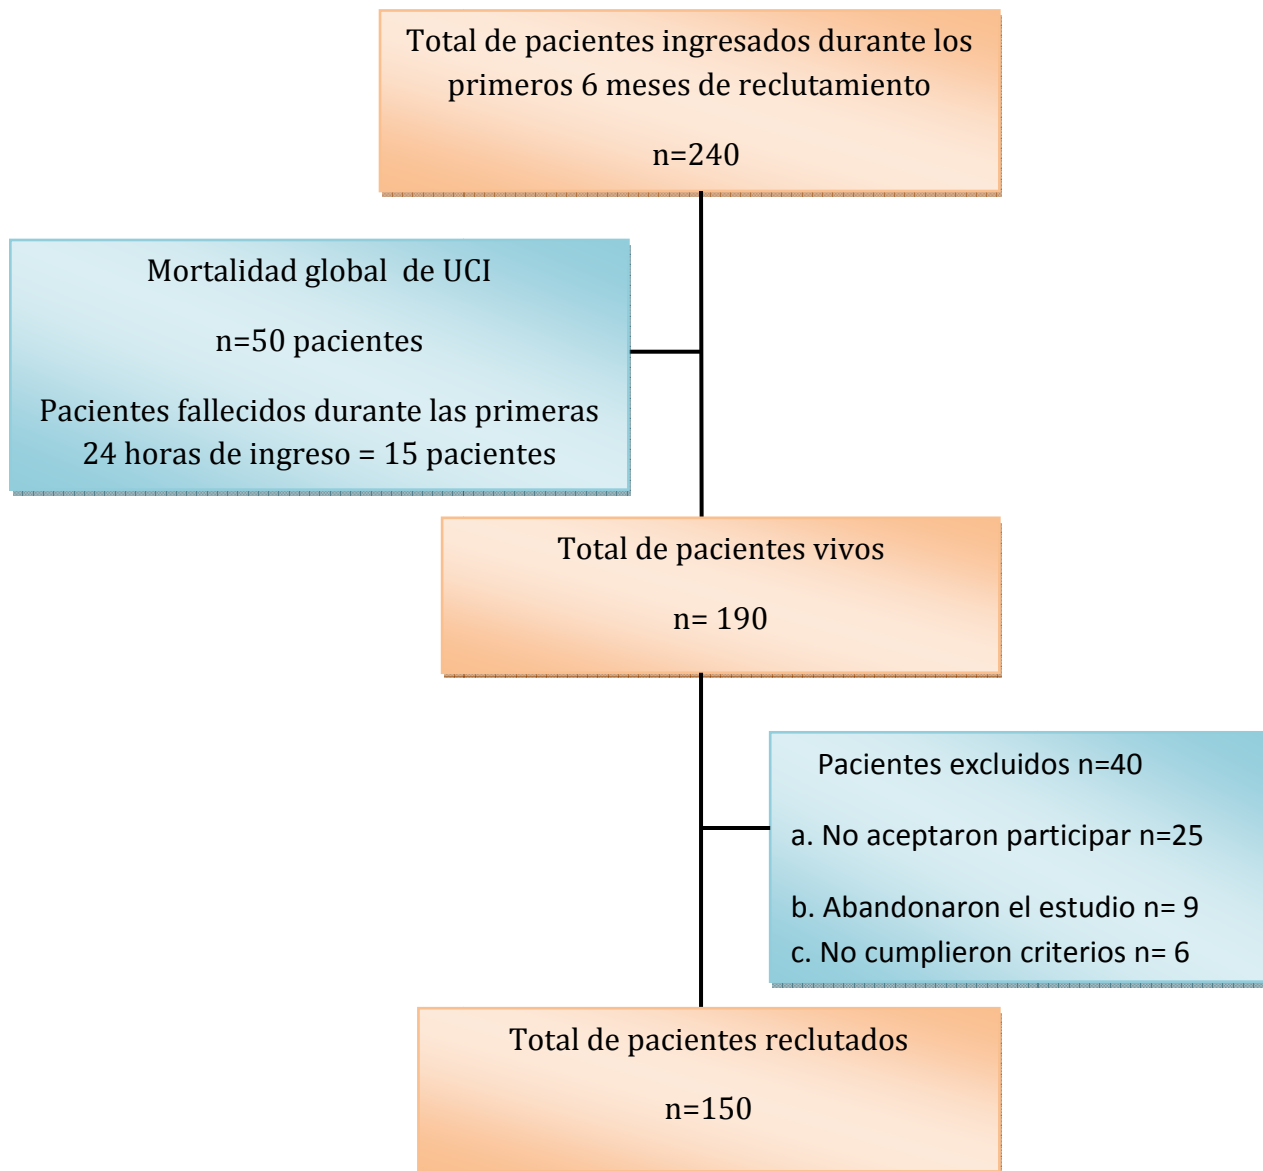 Total de pacientes ingresados durante los
primeros 6 meses de reclutamiento
n=240
Mortalidad global  de UCI
n=50 pacientes
Pacientes fallecidos durante las primeras
24 horas de ingreso = 15 pacientes
Total de pacientes vivos
n= 190
Pacientes excluidos n=40
a. No aceptaron participar n=25
b. Abandonaron el estudio n= 9
c. No cumplieron criterios n= 6
Total de pacientes reclutados
n=150